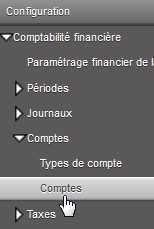 Configuration
Comptabilité financière
Paramétrage financier de
Périodes
Journaux
Comptes
Types de compte
Comptes
Taxes